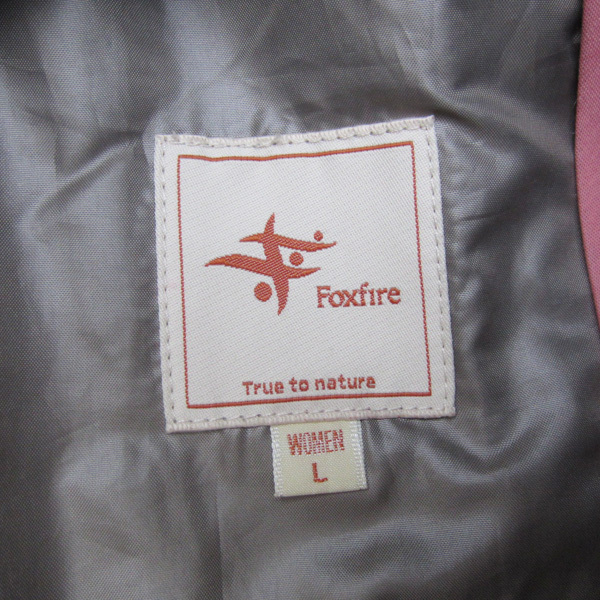 Foxfire
True to nature
WOMEN
L